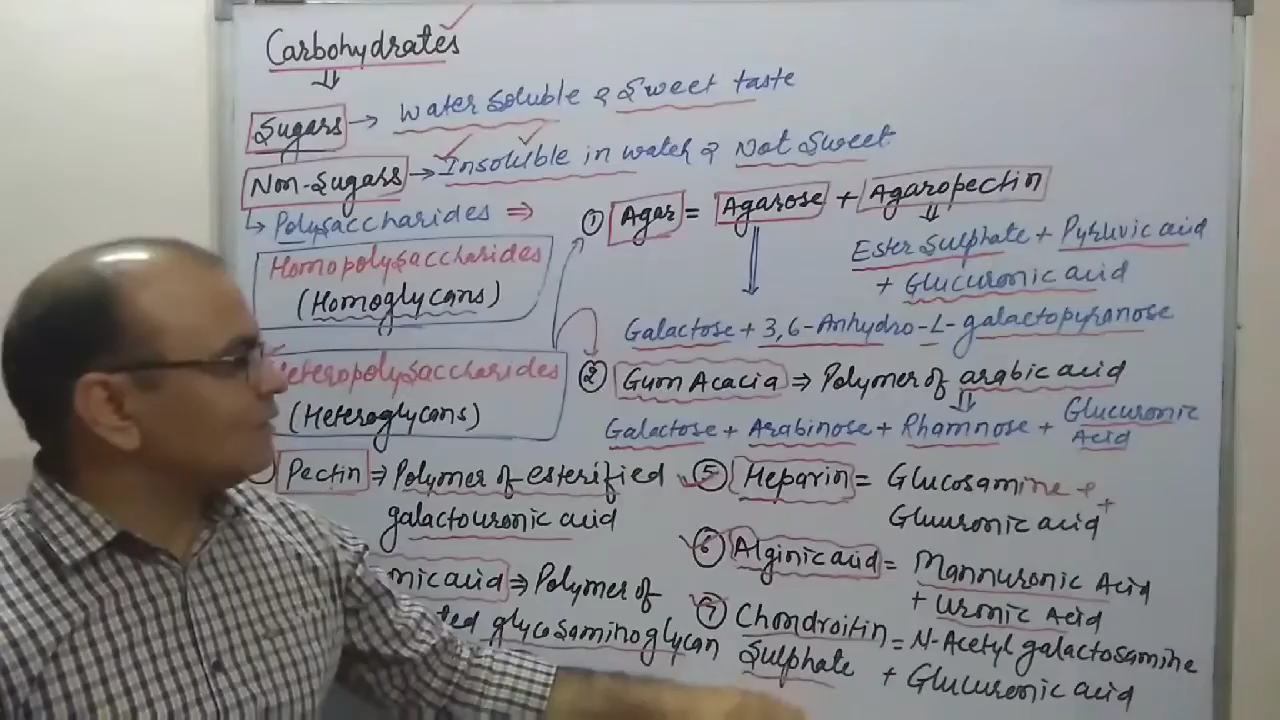 Carbohydrates
⇓
Sugars → Water Soluble & Sweet taste
Non-Sugars → Insoluble in water & Not Sweet
↳ Polysaccharides ⇒
Homopolysaccharides
(Homoglycans)
Heteropolysaccharides
(Heteroglycans)
① Agar = Agarose + Agaropectin
Ester Sulphate + Pyruvic acid
+ Glucuronic acid
Galactose + 3,6-Anhydro-L-galactopyranose
② Gum Acacia ⇒ Polymer of arabic acid
Galactose + Arabinose + Rhamnose + Glucuronic
Acid
Pectin ⇒ Polymer of esterified
galactouronic acid
nic acid ⇒ Polymer of
ted glycosaminoglycan
⑤ Heparin = Glucosamine +
Gluuronic acid
⑥ Alginic acid = Mannuronic Acid
+ Uronic Acid
⑦ Chondroitin = N-Acetyl galactosamine
Sulphate + Glucuronic acid